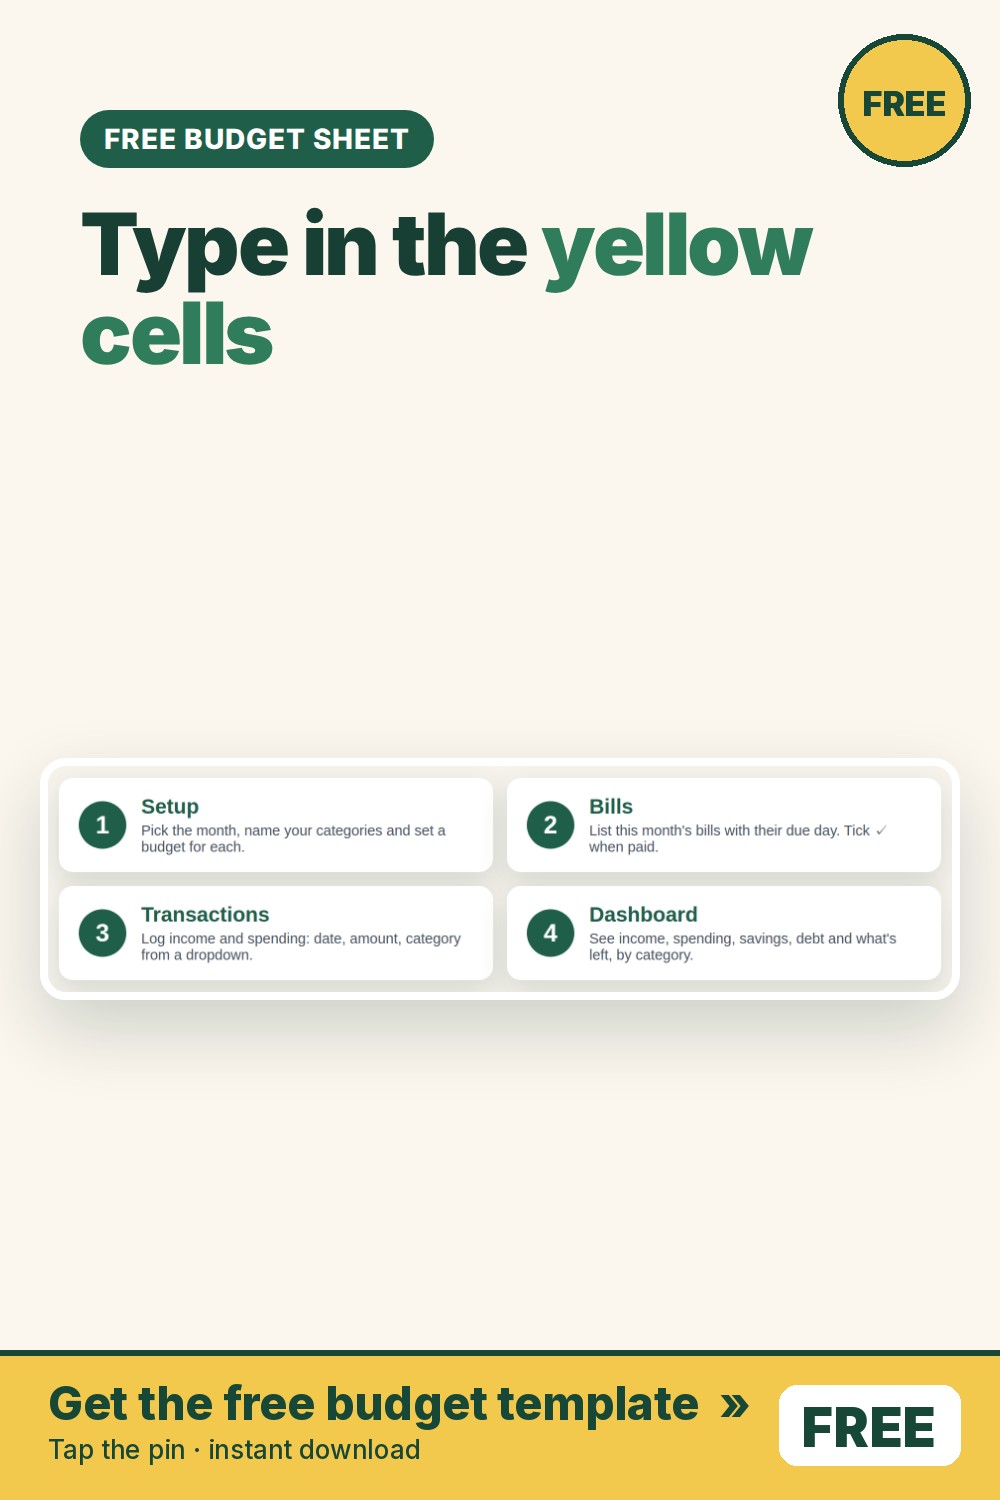 FREE
FREE BUDGET SHEET
Type in the yellow
cells
1
Setup
Pick the month, name your categories and set a
budget for each.
2
Bills
List this month's bills with their due day. Tick ✓
when paid.
3
Transactions
Log income and spending: date, amount, category
from a dropdown.
4
Dashboard
See income, spending, savings, debt and what's
left, by category.
Get the free budget template »
Tap the pin · instant download
FREE